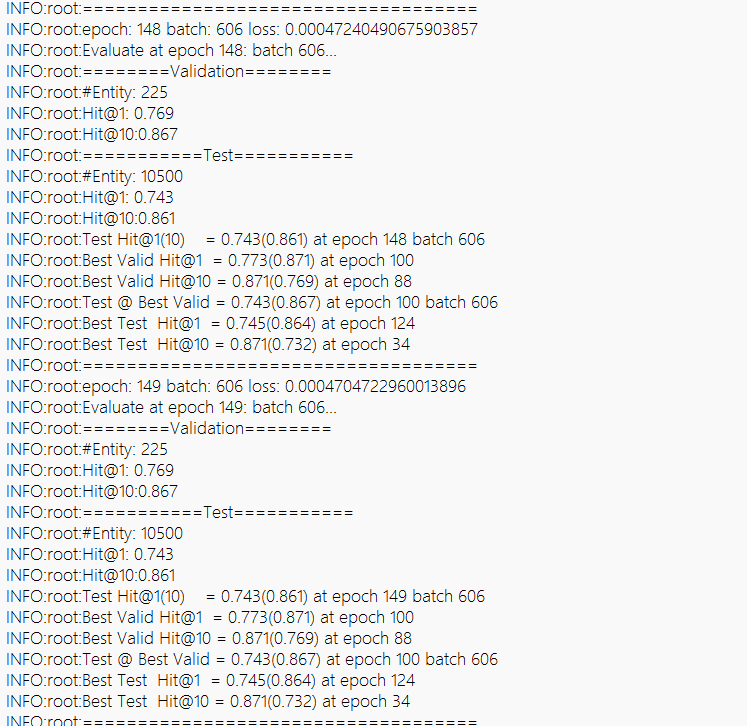 INFO:root:====================================
INFO:root:epoch: 148 batch: 606 loss: 0.00047240490675903857
INFO:root:Evaluate at epoch 148: batch 606...
INFO:root:========Validation========
INFO:root:#Entity: 225
INFO:root:Hit@1: 0.769
INFO:root:Hit@10:0.867
INFO:root:===========Test===========
INFO:root:#Entity: 10500
INFO:root:Hit@1: 0.743
INFO:root:Hit@10:0.861
INFO:root:Test Hit@1(10)    = 0.743(0.861) at epoch 148 batch 606
INFO:root:Best Valid Hit@1  = 0.773(0.871) at epoch 100
INFO:root:Best Valid Hit@10 = 0.871(0.769) at epoch 88
INFO:root:Test @ Best Valid = 0.743(0.867) at epoch 100 batch 606
INFO:root:Best Test  Hit@1  = 0.745(0.864) at epoch 124
INFO:root:Best Test  Hit@10 = 0.871(0.732) at epoch 34
INFO:root:====================================
INFO:root:epoch: 149 batch: 606 loss: 0.0004704722960013896
INFO:root:Evaluate at epoch 149: batch 606...
INFO:root:========Validation========
INFO:root:#Entity: 225
INFO:root:Hit@1: 0.769
INFO:root:Hit@10:0.867
INFO:root:===========Test===========
INFO:root:#Entity: 10500
INFO:root:Hit@1: 0.743
INFO:root:Hit@10:0.861
INFO:root:Test Hit@1(10)    = 0.743(0.861) at epoch 149 batch 606
INFO:root:Best Valid Hit@1  = 0.773(0.871) at epoch 100
INFO:root:Best Valid Hit@10 = 0.871(0.769) at epoch 88
INFO:root:Test @ Best Valid = 0.743(0.867) at epoch 100 batch 606
INFO:root:Best Test  Hit@1  = 0.745(0.864) at epoch 124
INFO:root:Best Test  Hit@10 = 0.871(0.732) at epoch 34
INFO:root:====================================